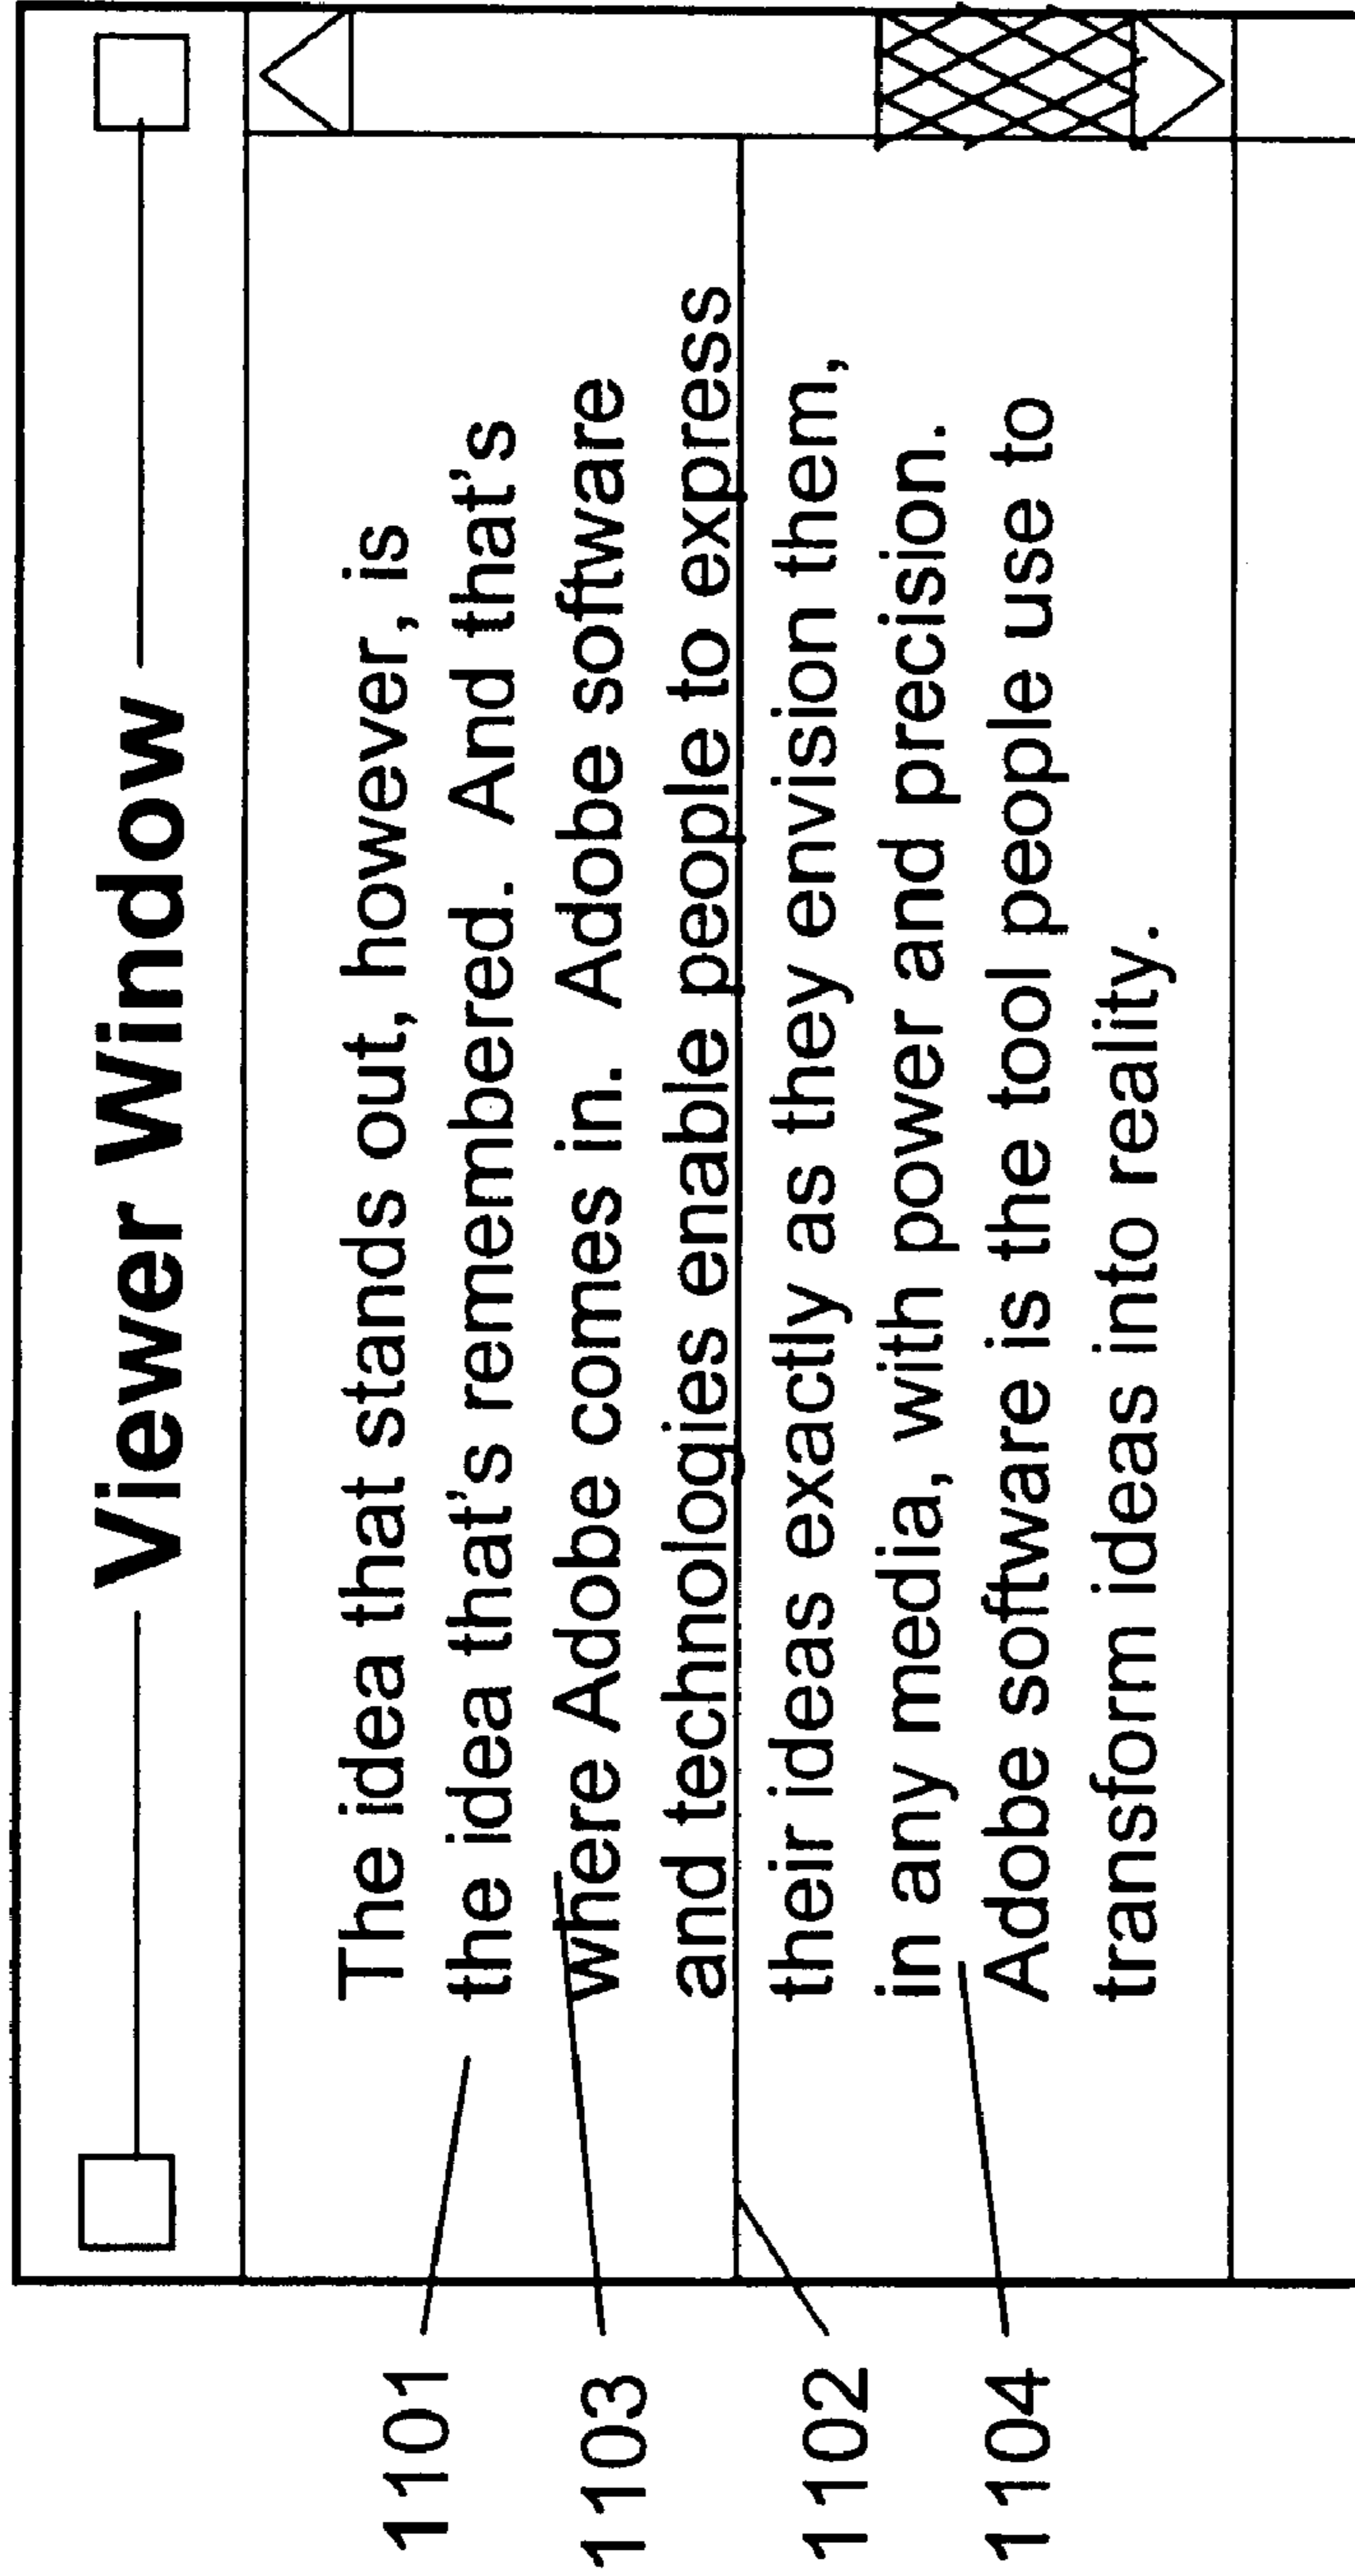 Viewer Window
The idea that stands out, however, is
the idea that's remembered. And that's
where Adobe comes in. Adobe software
and technologies enable people to express
their ideas exactly as they envision them,
in any media, with power and precision.
Adobe software is the tool people use to
transform ideas into reality.
1101
1103
1102
1104